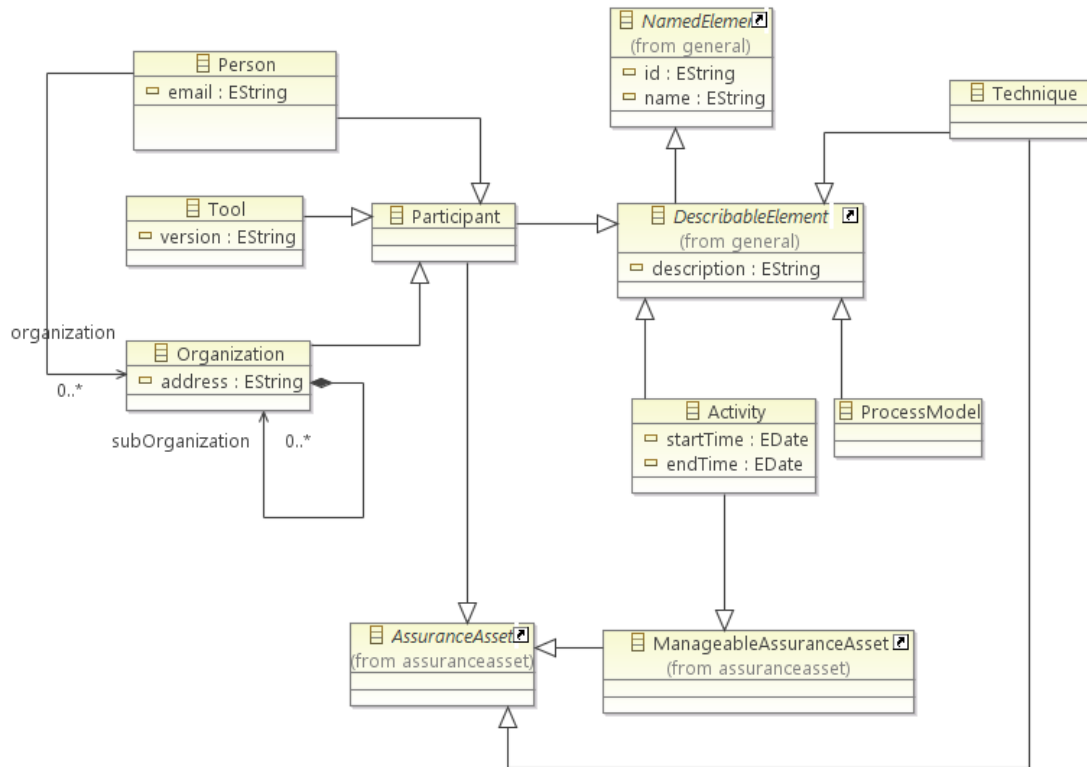 NamedElemen
(from general)
id : EString
name : EString
Person
email : EString
Technique
Tool
version : EString
Participant
DescribableElement
(from general)
description : EString
organization
0..*
Organization
address : EString
subOrganization
0..*
Activity
startTime : EDate
endTime : EDate
ProcessModel
AssuranceAsset
(from assuranceasset)
ManageableAssuranceAsset
(from assuranceasset)